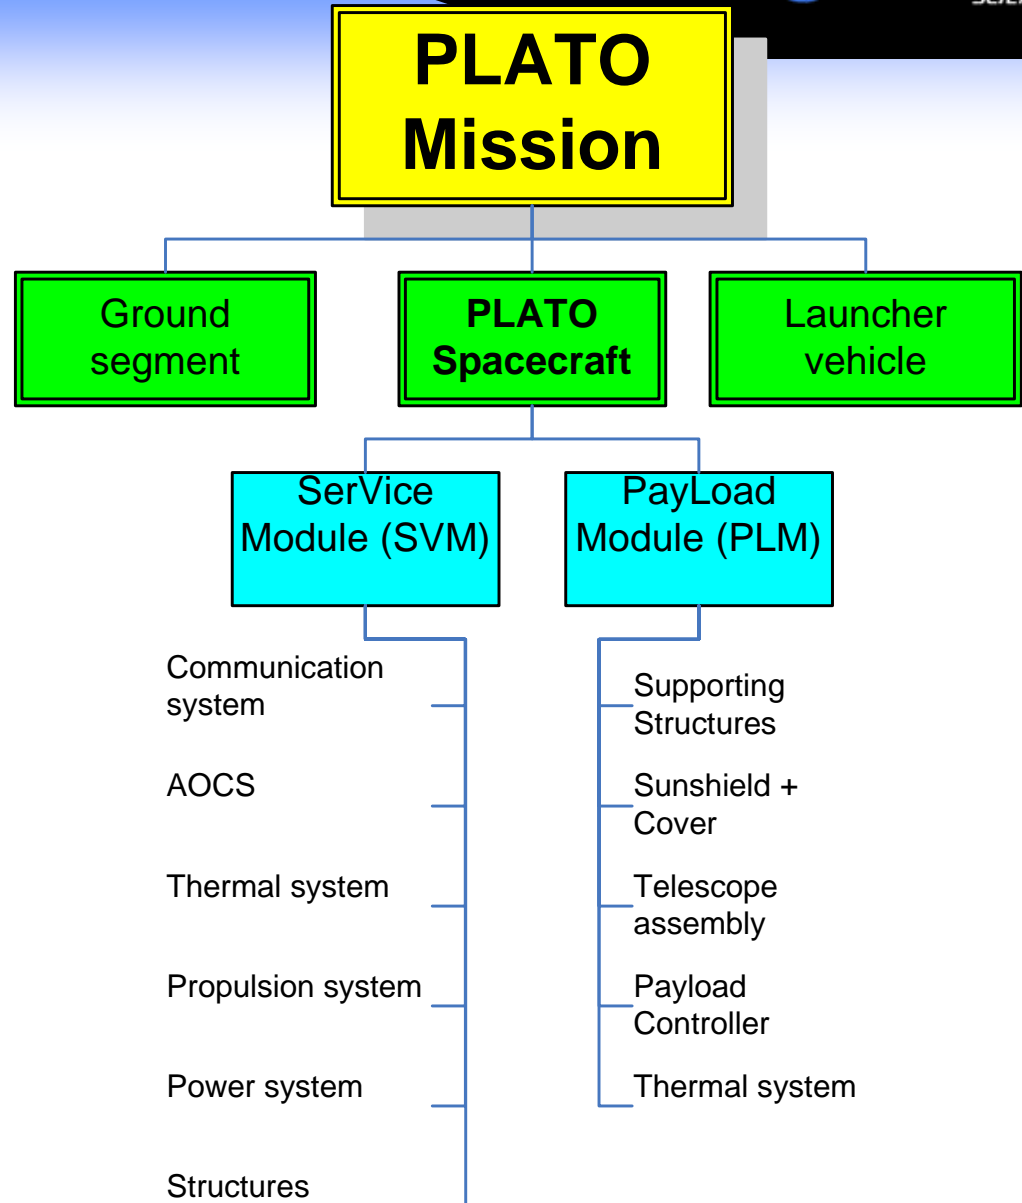 PLATO
Mission
Ground
segment
PLATO
Spacecraft
Launcher
vehicle
SerVice
Module (SVM)
PayLoad
Module (PLM)
Communication
system
AOCS
Thermal system
Propulsion system
Power system
Structures
Supporting
Structures
Sunshield +
Cover
Telescope
assembly
Payload
Controller
Thermal system